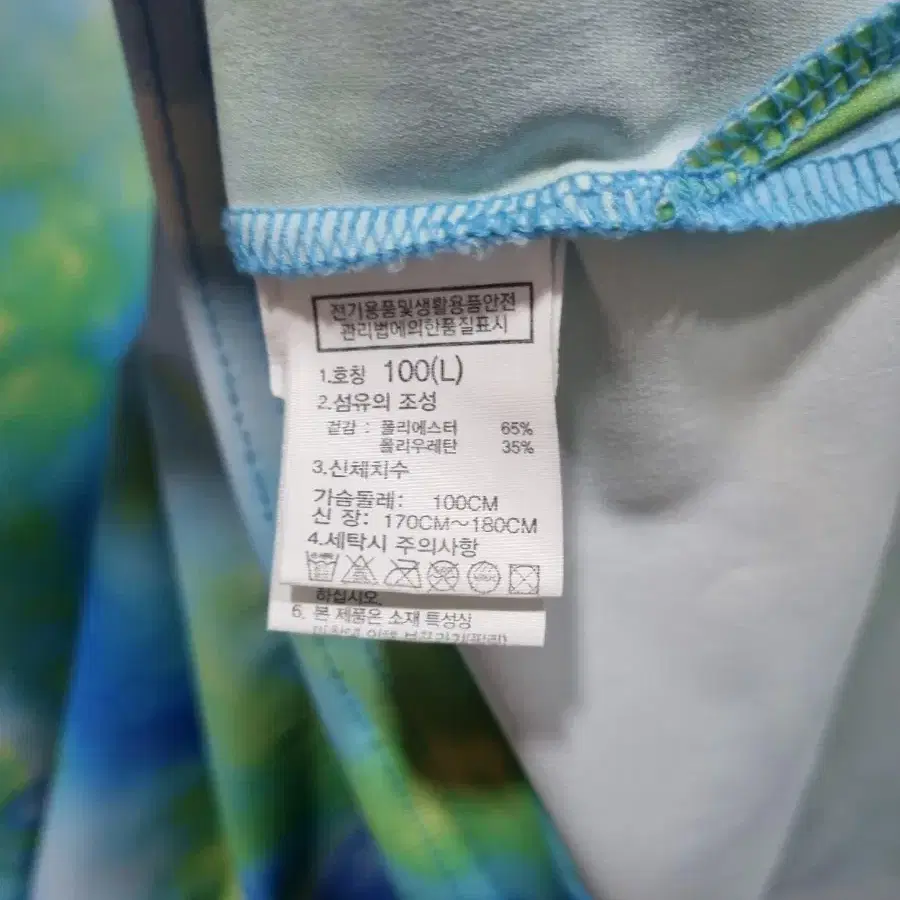 전기용품및생활용품안전
관리법에의한품질표시
1.호칭 100(L)
2.섬유의 조성
겉감 : 폴리에스터 65%
폴리우레탄 35%
3.신체치수
가슴둘레: 100CM
신 장: 170CM~180CM
4.세탁시 주의사항
하십시오.
6. 본 제품은 소재 특성상